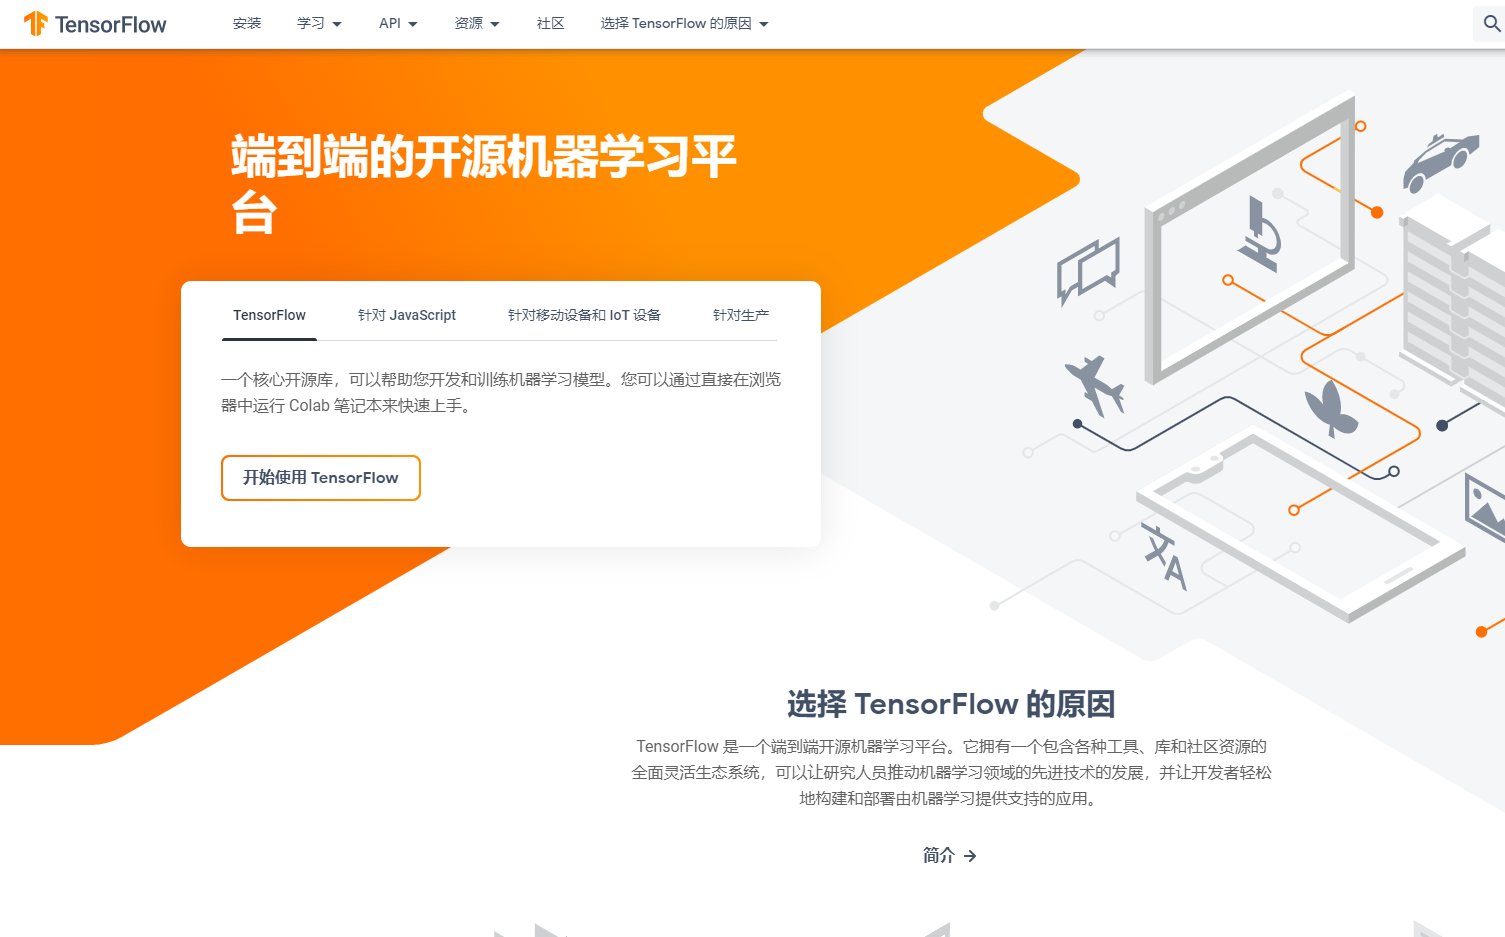 TensorFlow
安装 学习 API 资源 社区 选择 TensorFlow 的原因
端到端的开源机器学习平
台
TensorFlow 针对 JavaScript 针对移动设备和 IoT 设备 针对生产
一个核心开源库，可以帮助您开发和训练机器学习模型。您可以通过直接在浏览
器中运行 Colab 笔记本来快速上手。
开始使用 TensorFlow
文A
选择 TensorFlow 的原因
TensorFlow 是一个端到端开源机器学习平台。它拥有一个包含各种工具、库和社区资源的
全面灵活生态系统，可以让研究人员推动机器学习领域的先进技术的发展，并让开发者轻松
地构建和部署由机器学习提供支持的应用。
简介 →